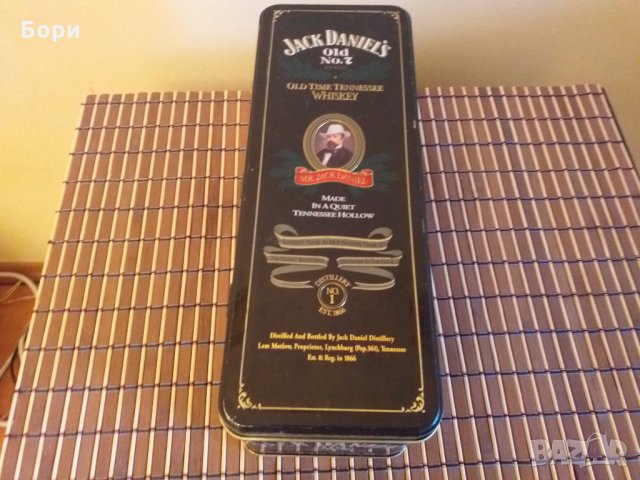 Бори
JACK DANIEL'S
Old
No. 7
BRAND
OLD TIME TENNESSEE
WHISKEY
MR. JACK DANIEL
MADE
IN A QUIET
TENNESSEE HOLLOW
DISTILLERY
NO.
1
EST. 1866
Distilled And Bottled By Jack Daniel Distillery
Lem Motlow, Proprietor, Lynchburg (Pop.361), Tennessee
Est. & Reg. in 1866
BAZAR